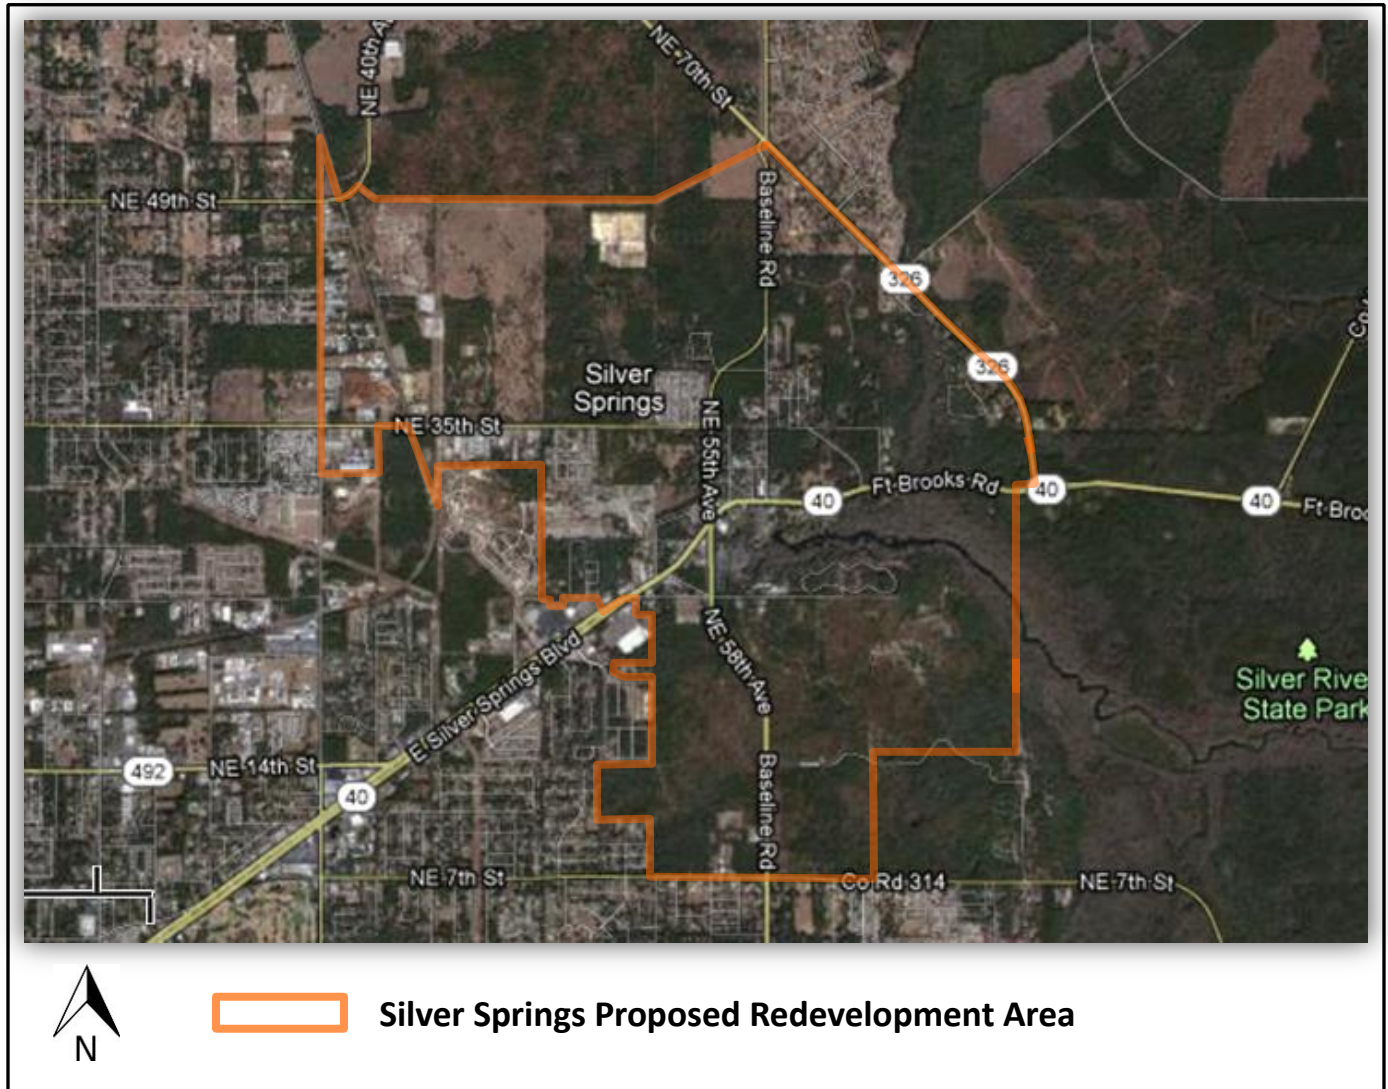 NE 40th A
NE 70th St
NE 49th St
Baseline Rd
326
326
Co
Silver
Springs
NE 35th St
NE 55th Ave
Ft Brooks Rd
40
40
40
Ft Broo
NE 58th Ave
E Silver Springs Blvd
Silver Rive
State Park
492
NE 14th St
40
Baseline Rd
NE 7th St
Co Rd 314
NE 7th St
N
Silver Springs Proposed Redevelopment Area